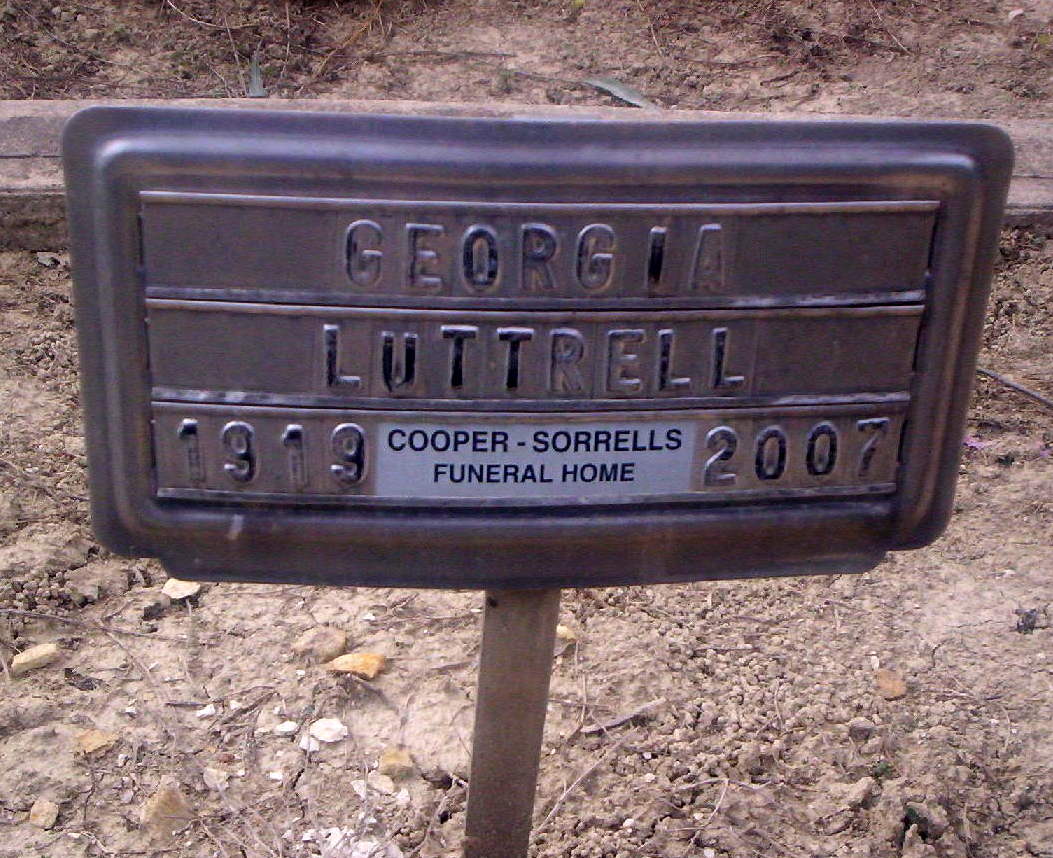 GEORGIA
LUTTRELL
1919 COOPER - SORRELLS 2007
FUNERAL HOME